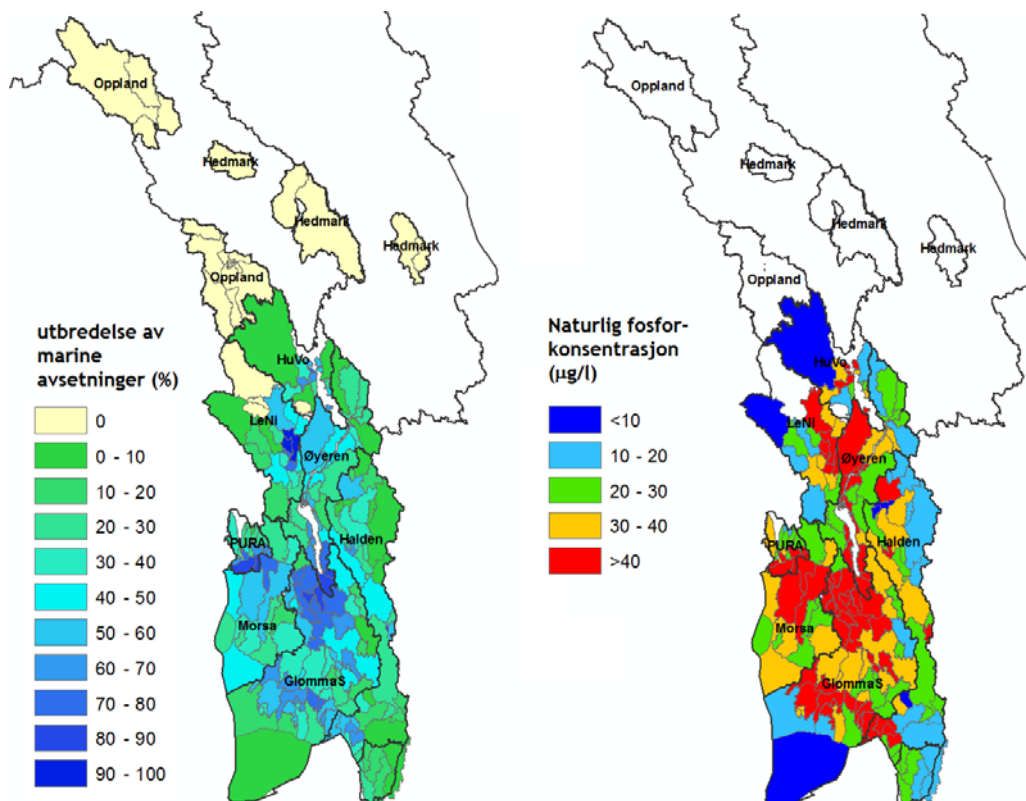 Oppland
Hedmark
Hedmark
Hedmark
Oppland
HuVo
LeNi
Øyeren
Halden
PURA
Morsa
GlommaS
utbredelse av
marine
avsetninger (%)
0
0 - 10
10 - 20
20 - 30
30 - 40
40 - 50
50 - 60
60 - 70
70 - 80
80 - 90
90 - 100
Oppland
Hedmark
Hedmark
Hedmark
Oppland
HuVo
LeNi
Øyeren
Halden
PURA
Morsa
GlommaS
Naturlig fosfor-
konsentrasjon
(µg/l)
<10
10 - 20
20 - 30
30 - 40
>40